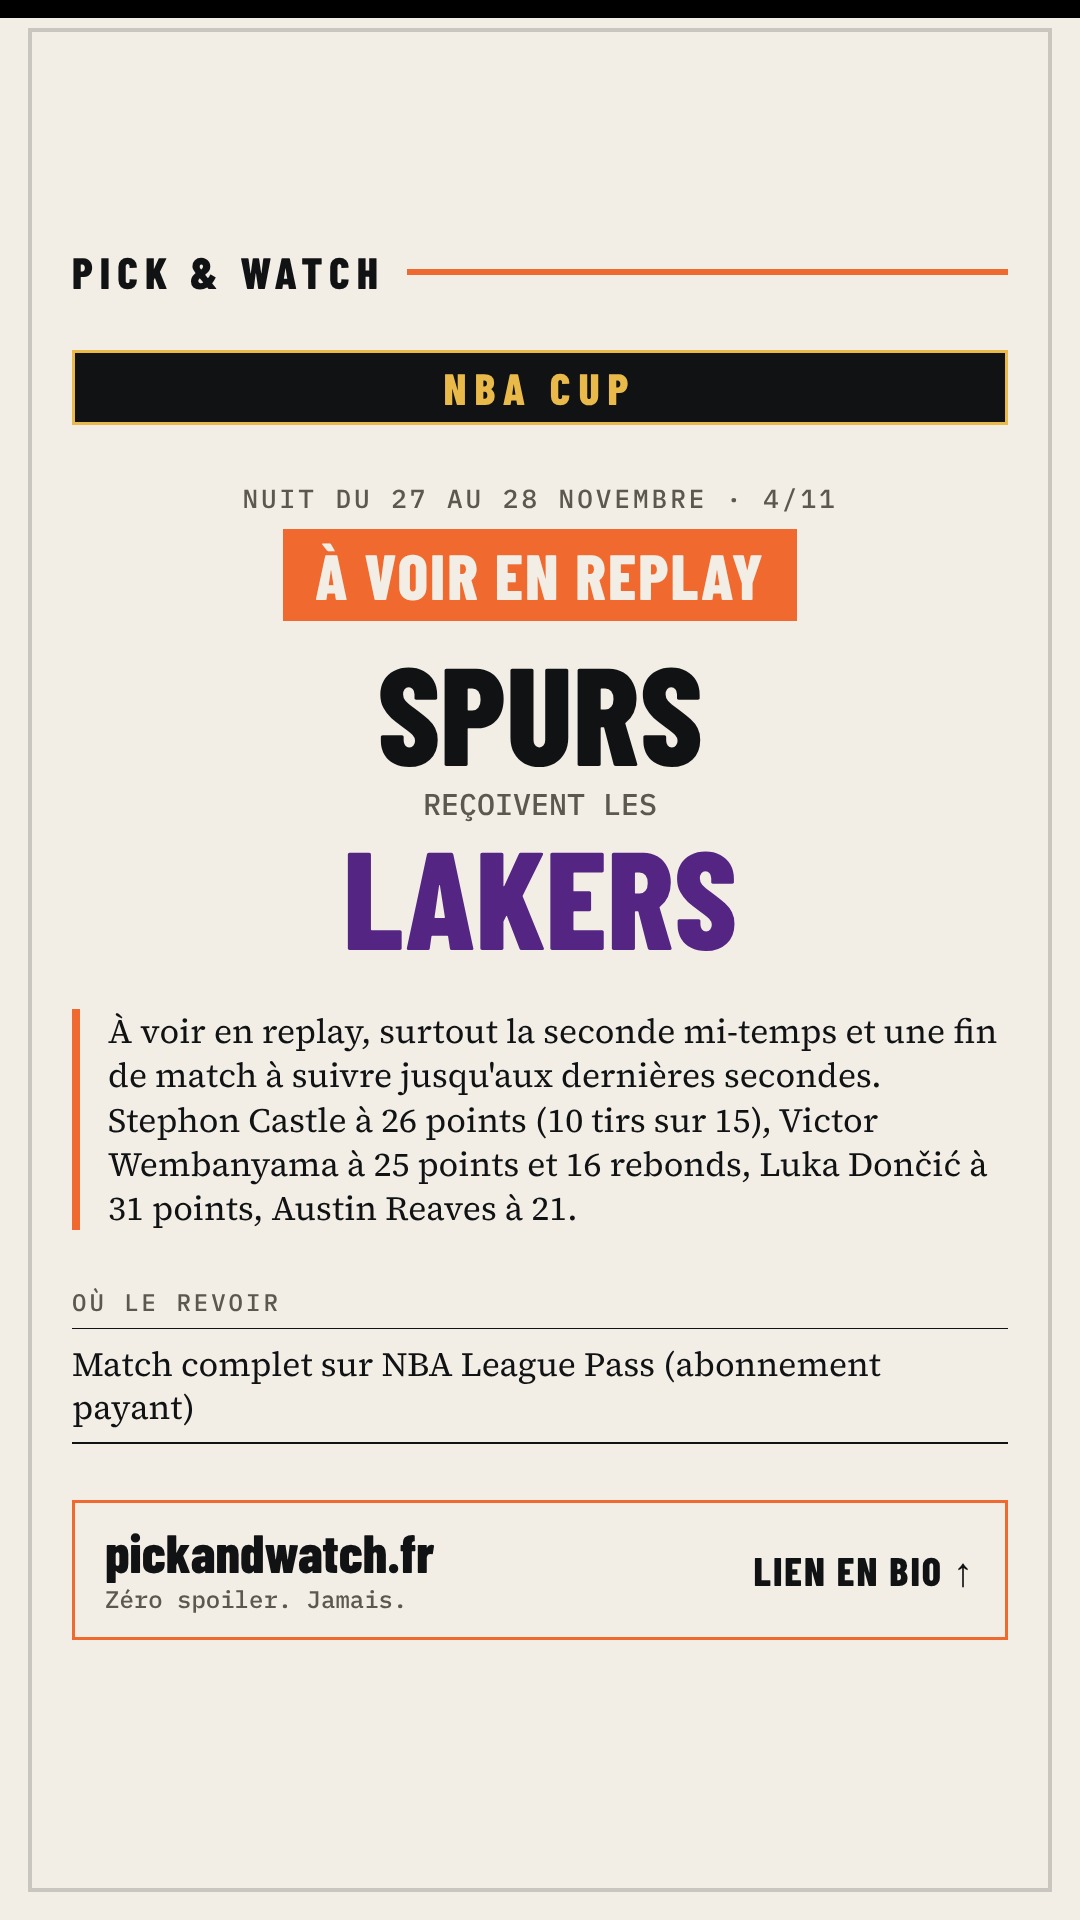 PICK & WATCH
NBA CUP
NUIT DU 27 AU 28 NOVEMBRE · 4/11
À VOIR EN REPLAY
SPURS
REÇOIVENT LES
LAKERS
À voir en replay, surtout la seconde mi-temps et une fin
de match à suivre jusqu'aux dernières secondes.
Stephon Castle à 26 points (10 tirs sur 15), Victor
Wembanyama à 25 points et 16 rebonds, Luka Dončić à
31 points, Austin Reaves à 21.
OÙ LE REVOIR
Match complet sur NBA League Pass (abonnement
payant)
pickandwatch.fr
Zéro spoiler. Jamais.
LIEN EN BIO ↑